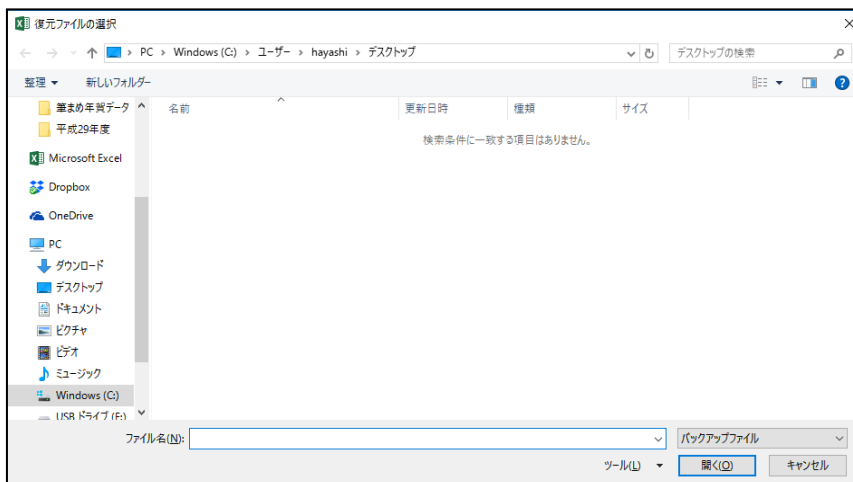 復元ファイルの選択
PC > Windows (C:) > ユーザー > hayashi > デスクトップ
デスクトップの検索
整理 新しいフォルダー
筆まめ年賀データ
平成29年度
Microsoft Excel
Dropbox
OneDrive
PC
ダウンロード
デスクトップ
ドキュメント
ピクチャ
ビデオ
ミュージック
Windows (C:)
USB ドライブ (F:)
名前 更新日時 種類 サイズ
検索条件に一致する項目はありません。
ファイル名(N):
バックアップファイル
ツール(L) 開く(O) キャンセル